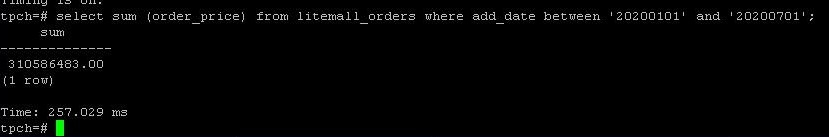 Timing is on.
tpch=# select sum (order_price) from litemall_orders where add_date between '20200101' and '20200701';
sum
--------------
310586483.00
(1 row)
Time: 257.029 ms
tpch=#